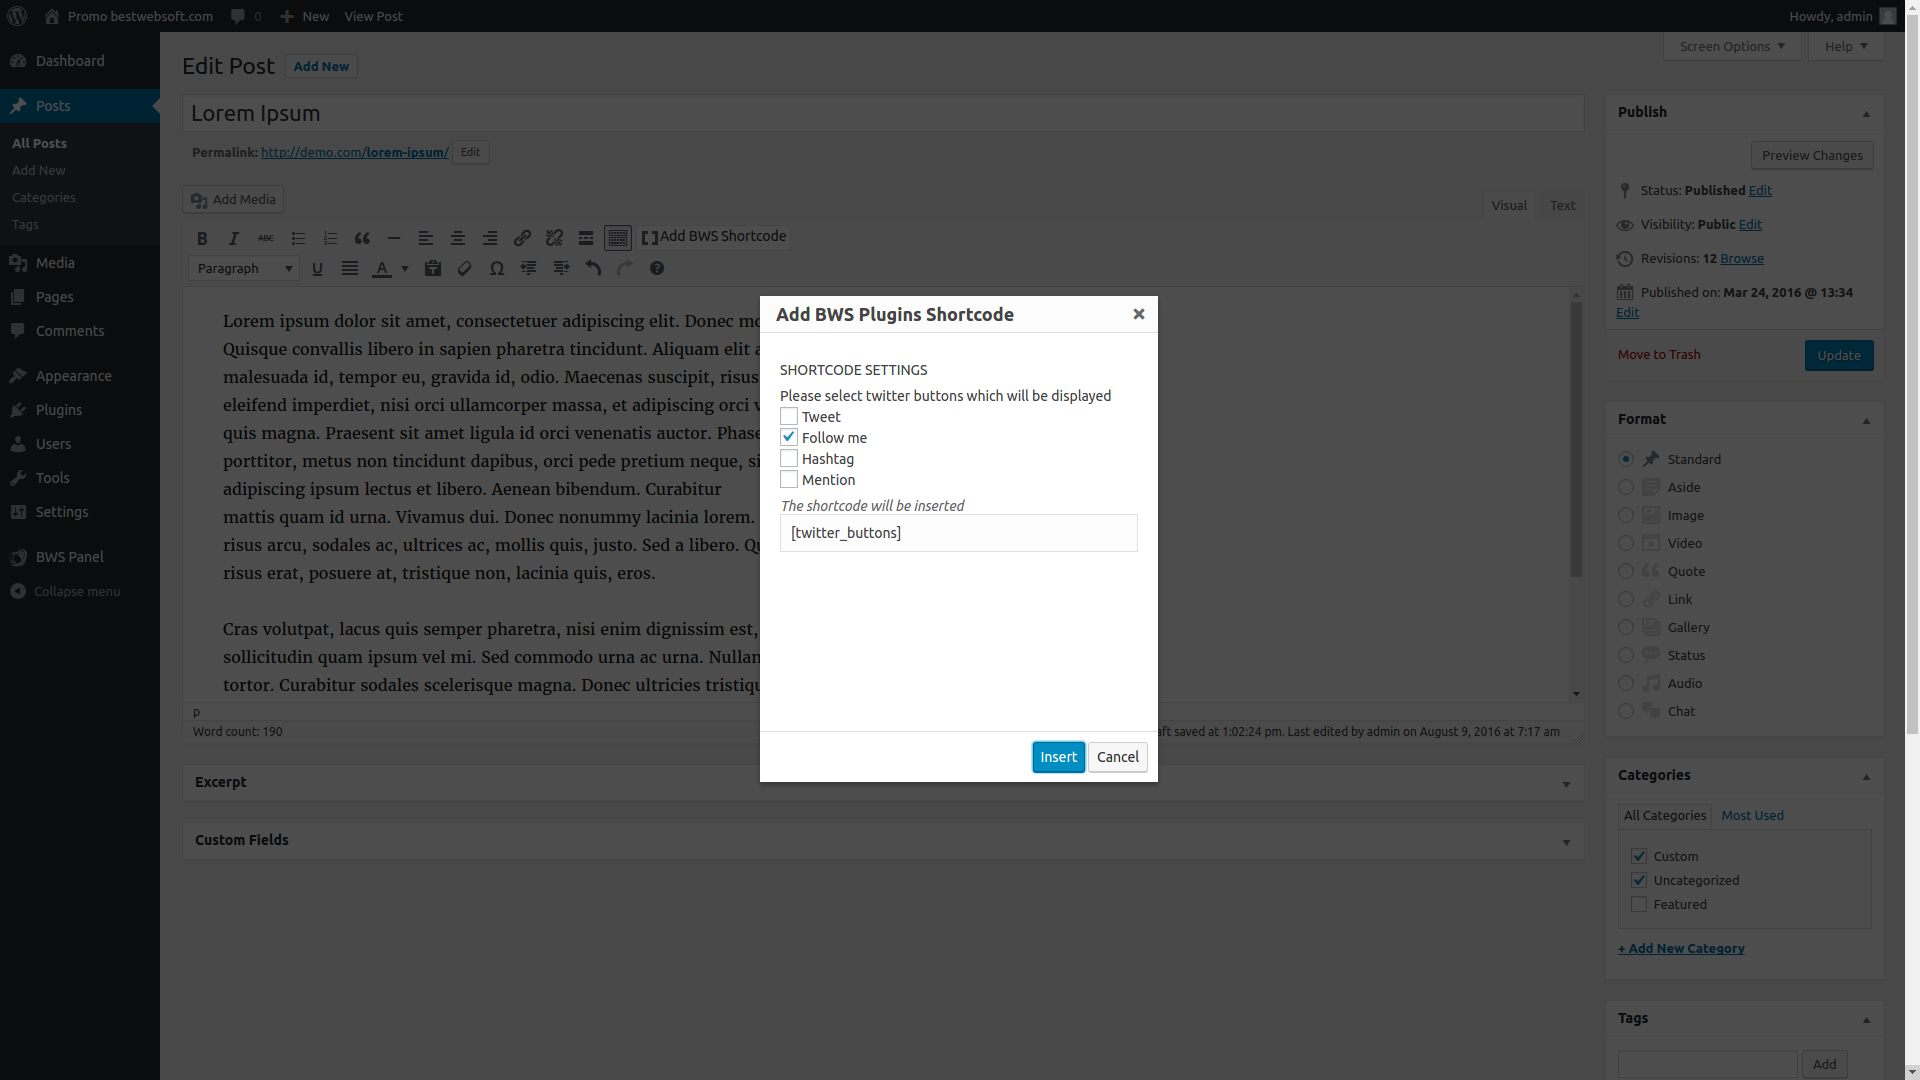 Promo bestwebsoft.com
0
New
View Post
Howdy, admin
Dashboard
Posts
All Posts
Add New
Categories
Tags
Media
Pages
Comments
Appearance
Plugins
Users
Tools
Settings
BWS Panel
Collapse menu
Screen Options
Help
Edit Post
Add New
Lorem Ipsum
Permalink: http://demo.com/lorem-ipsum/ Edit
Add Media
Visual
Text
B I ABC
Add BWS Shortcode
Paragraph
U A Ω ?
Lorem ipsum dolor sit amet, consectetuer adipiscing elit. Donec
Quisque convallis libero in sapien pharetra tincidunt. Aliquam elit
malesuada id, tempor eu, gravida id, odio. Maecenas suscipit, risus
eleifend imperdiet, nisi orci ullamcorper massa, et adipiscing orci
quis magna. Praesent sit amet ligula id orci venenatis auctor.
porttitor, metus non tincidunt dapibus, orci pede pretium neque,
adipiscing ipsum lectus et libero. Aenean bibendum. Curabitur
mattis quam id urna. Vivamus dui. Donec nonummy lacinia lorem.
risus arcu, sodales ac, ultrices ac, mollis quis, justo. Sed a libero.
risus erat, posuere at, tristique non, lacinia quis, eros.
Cras volutpat, lacus quis semper pharetra, nisi enim dignissim est,
sollicitudin quam ipsum vel mi. Sed commodo urna ac urna. Nullan
tortor. Curabitur sodales scelerisque magna. Donec ultricies
p
Word count: 190
aft saved at 1:02:24 pm. Last edited by admin on August 9, 2016 at 7:17 am
Excerpt
Custom Fields
Add BWS Plugins Shortcode
SHORTCODE SETTINGS
Please select twitter buttons which will be displayed
Tweet
Follow me
Hashtag
Mention
The shortcode will be inserted
[twitter_buttons]
Insert
Cancel
Publish
Preview Changes
Status: Published Edit
Visibility: Public Edit
Revisions: 12 Browse
Published on: Mar 24, 2016 @ 13:34
Edit
Move to Trash
Update
Format
Standard
Aside
Image
Video
Quote
Link
Gallery
Status
Audio
Chat
Categories
All Categories
Most Used
Custom
Uncategorized
Featured
+ Add New Category
Tags
Add